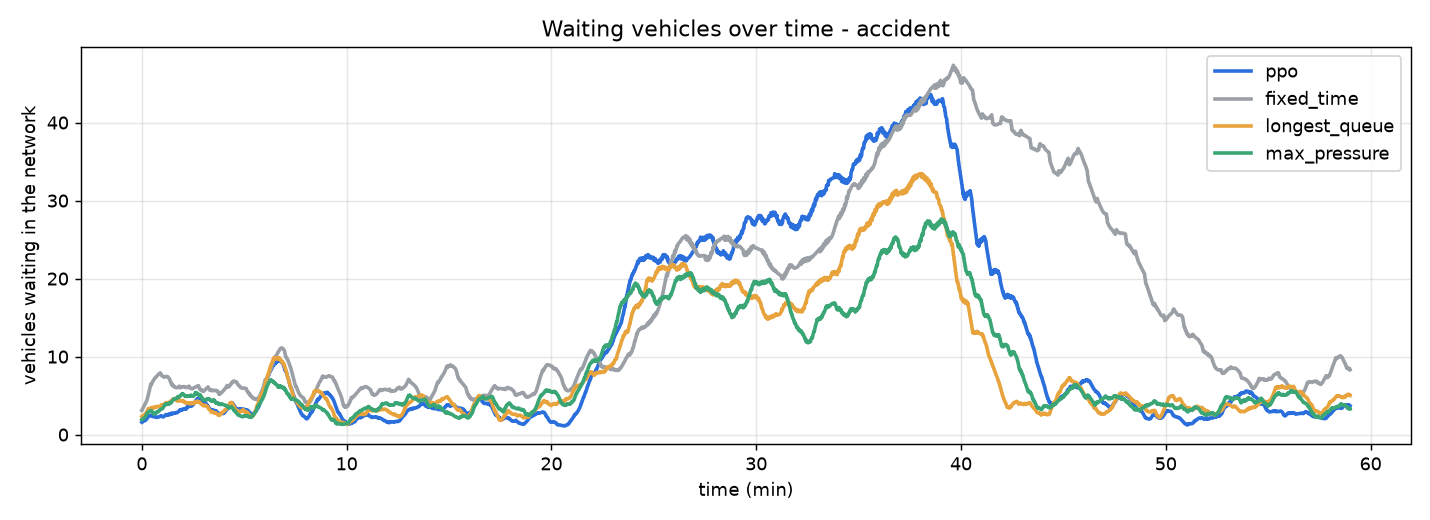 Waiting vehicles over time - accident
vehicles waiting in the network
40
30
20
10
0
0 10 20 30 40 50 60
time (min)
ppo
fixed_time
longest_queue
max_pressure